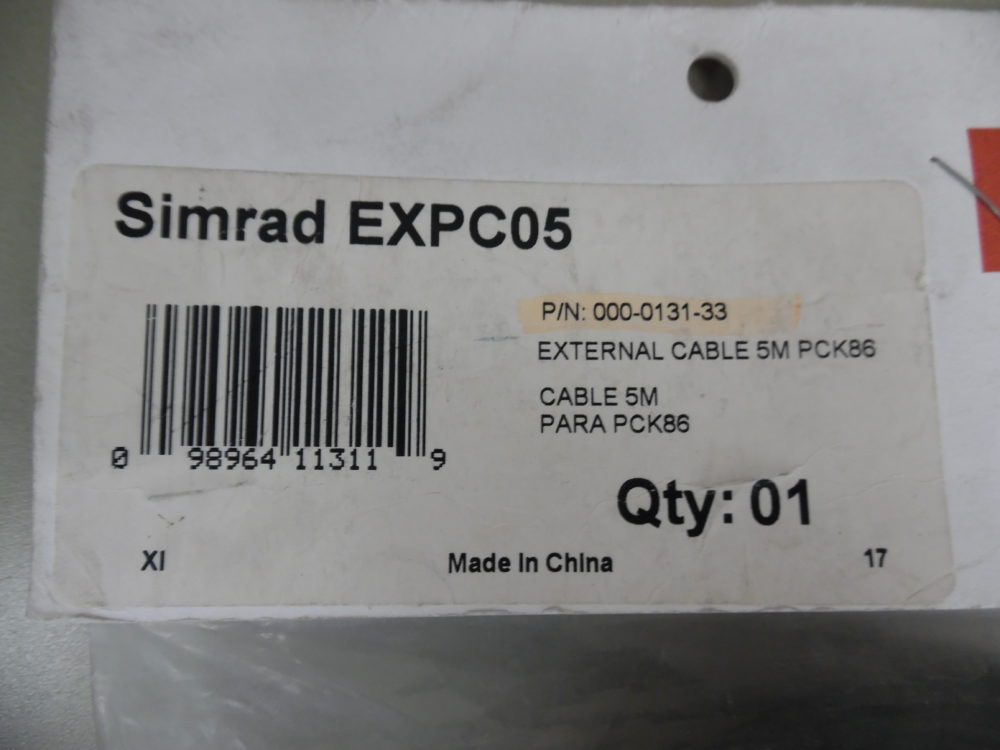 Simrad EXPC05
P/N: 000-0131-33
EXTERNAL CABLE 5M PCK86
CABLE 5M
PARA PCK86
0 98964 11311 9
Qty: 01
XI Made In China 17